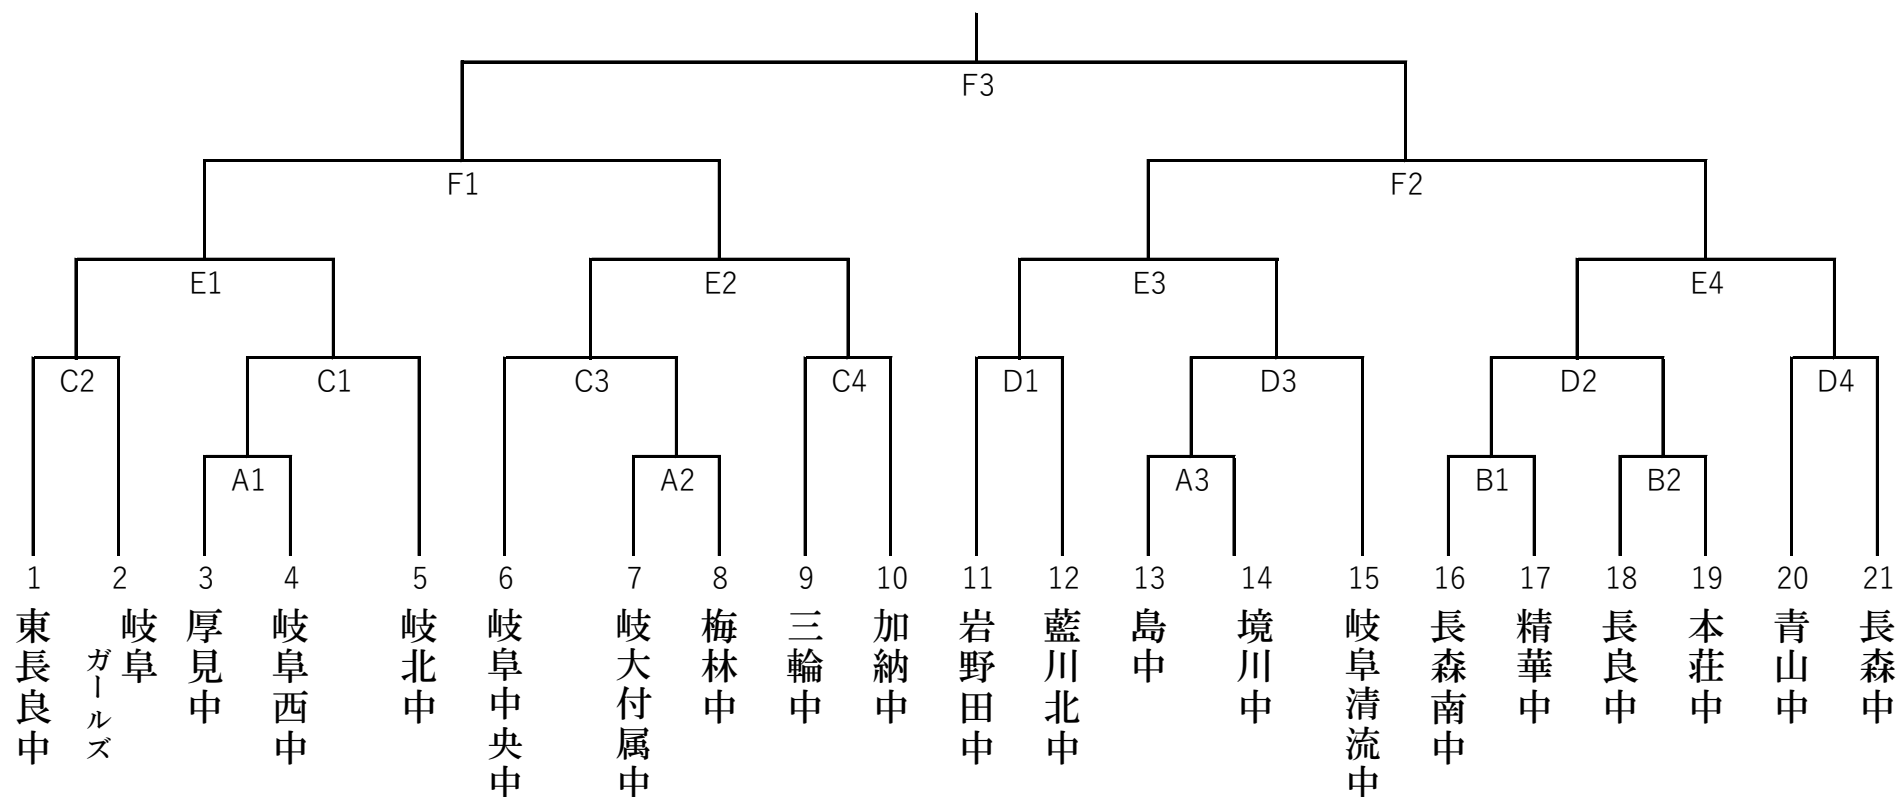 F3
F1
F2
E1
E2
E3
E4
C2
C1
C3
C4
D1
D3
D2
D4
A1
A2
A3
B1
B2
1
2
3
4
5
6
7
8
9
10
11
12
13
14
15
16
17
18
19
20
21
東長良中
岐阜
ガールズ
厚見中
岐阜西中
岐北中
岐阜中央中
岐大付属中
梅林中
三輪中
加納中
岩野田中
藍川北中
島中
境川中
岐阜清流中
長森南中
精華中
長良中
本荘中
青山中
長森中